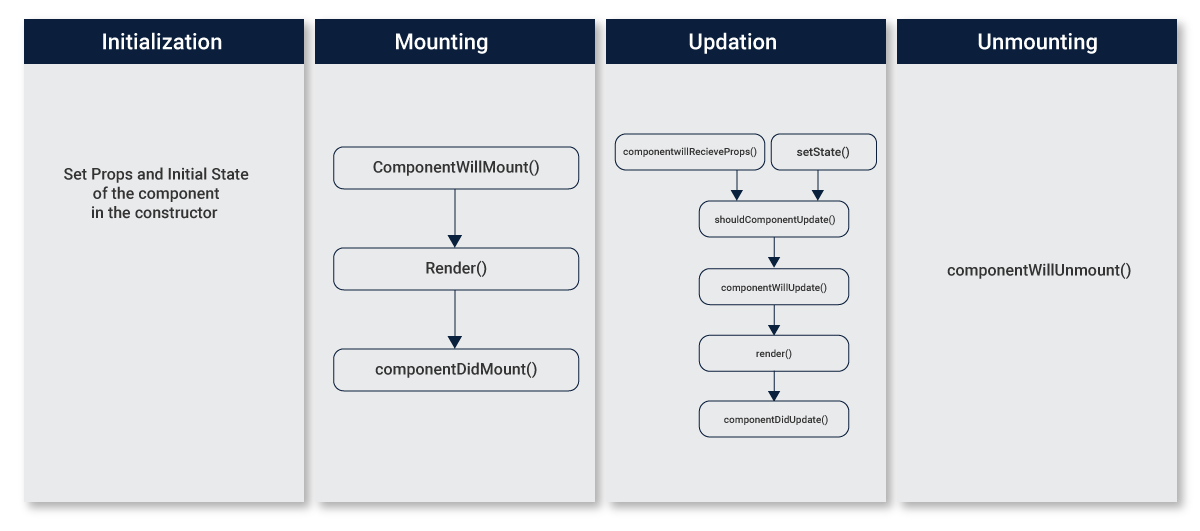 Initialization
Set Props and Initial State
of the component
in the constructor
Mounting
ComponentWillMount()
Render()
componentDidMount()
Updation
componentwillRecieveProps()
setState()
shouldComponentUpdate()
componentWillUpdate()
render()
componentDidUpdate()
Unmounting
componentWillUnmount()